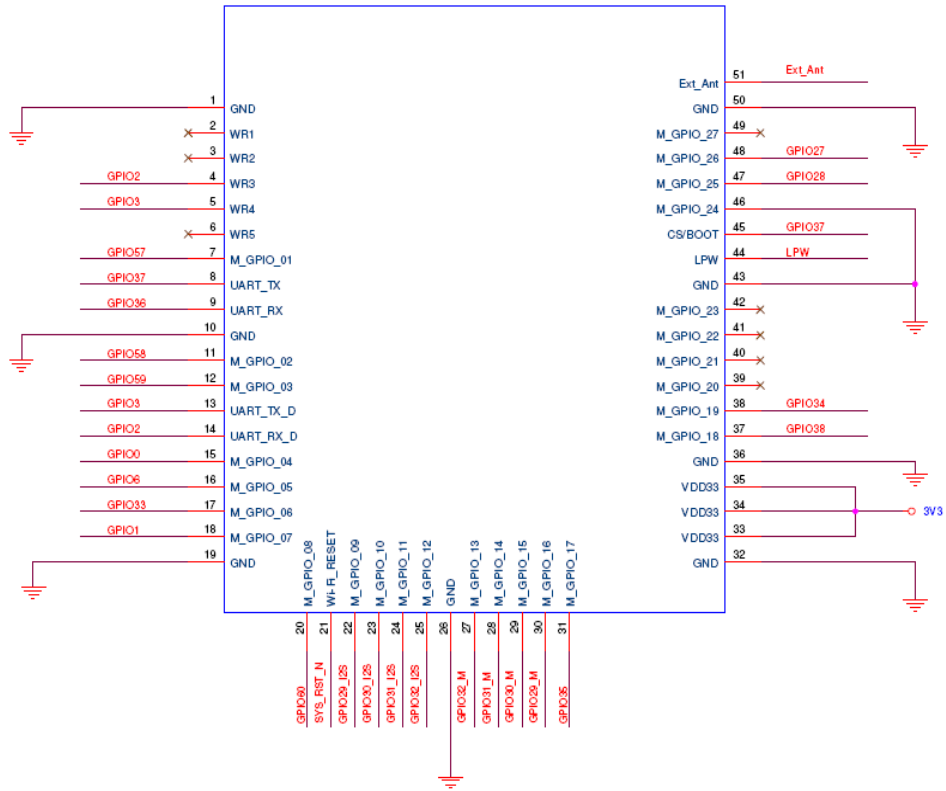 51 Ext_Ant
Ext_Ant
1 GND
50 GND
2 WR1
49 M_GPIO_27
3 WR2
48 M_GPIO_26 GPIO27
GPIO2 4 WR3
47 M_GPIO_25 GPIO28
GPIO3 5 WR4
46 M_GPIO_24
6 WR5
45 CS/BOOT GPIO37
GPIO57 7 M_GPIO_01
44 LPW LPW
GPIO37 8 UART_TX
43 GND
GPIO36 9 UART_RX
42 M_GPIO_23
10 GND
41 M_GPIO_22
GPIO58 11 M_GPIO_02
40 M_GPIO_21
GPIO59 12 M_GPIO_03
39 M_GPIO_20
GPIO3 13 UART_TX_D
38 M_GPIO_19 GPIO34
GPIO2 14 UART_RX_D
37 M_GPIO_18 GPIO38
GPIO0 15 M_GPIO_04
36 GND
GPIO6 16 M_GPIO_05
35 VDD33
GPIO33 17 M_GPIO_06
34 VDD33 3V3
GPIO1 18 M_GPIO_07
33 VDD33
19 GND
32 GND
M_GPIO_08 20 GPIO60
Wi-Fi_RESET 21 SYS_RST_N
M_GPIO_09 22 GPIO29_I2S
M_GPIO_10 23 GPIO30_I2S
M_GPIO_11 24 GPIO31_I2S
M_GPIO_12 25 GPIO32_I2S
GND 26
M_GPIO_13 27 GPIO32_M
M_GPIO_14 28 GPIO31_M
M_GPIO_15 29 GPIO30_M
M_GPIO_16 30 GPIO29_M
M_GPIO_17 31 GPIO35